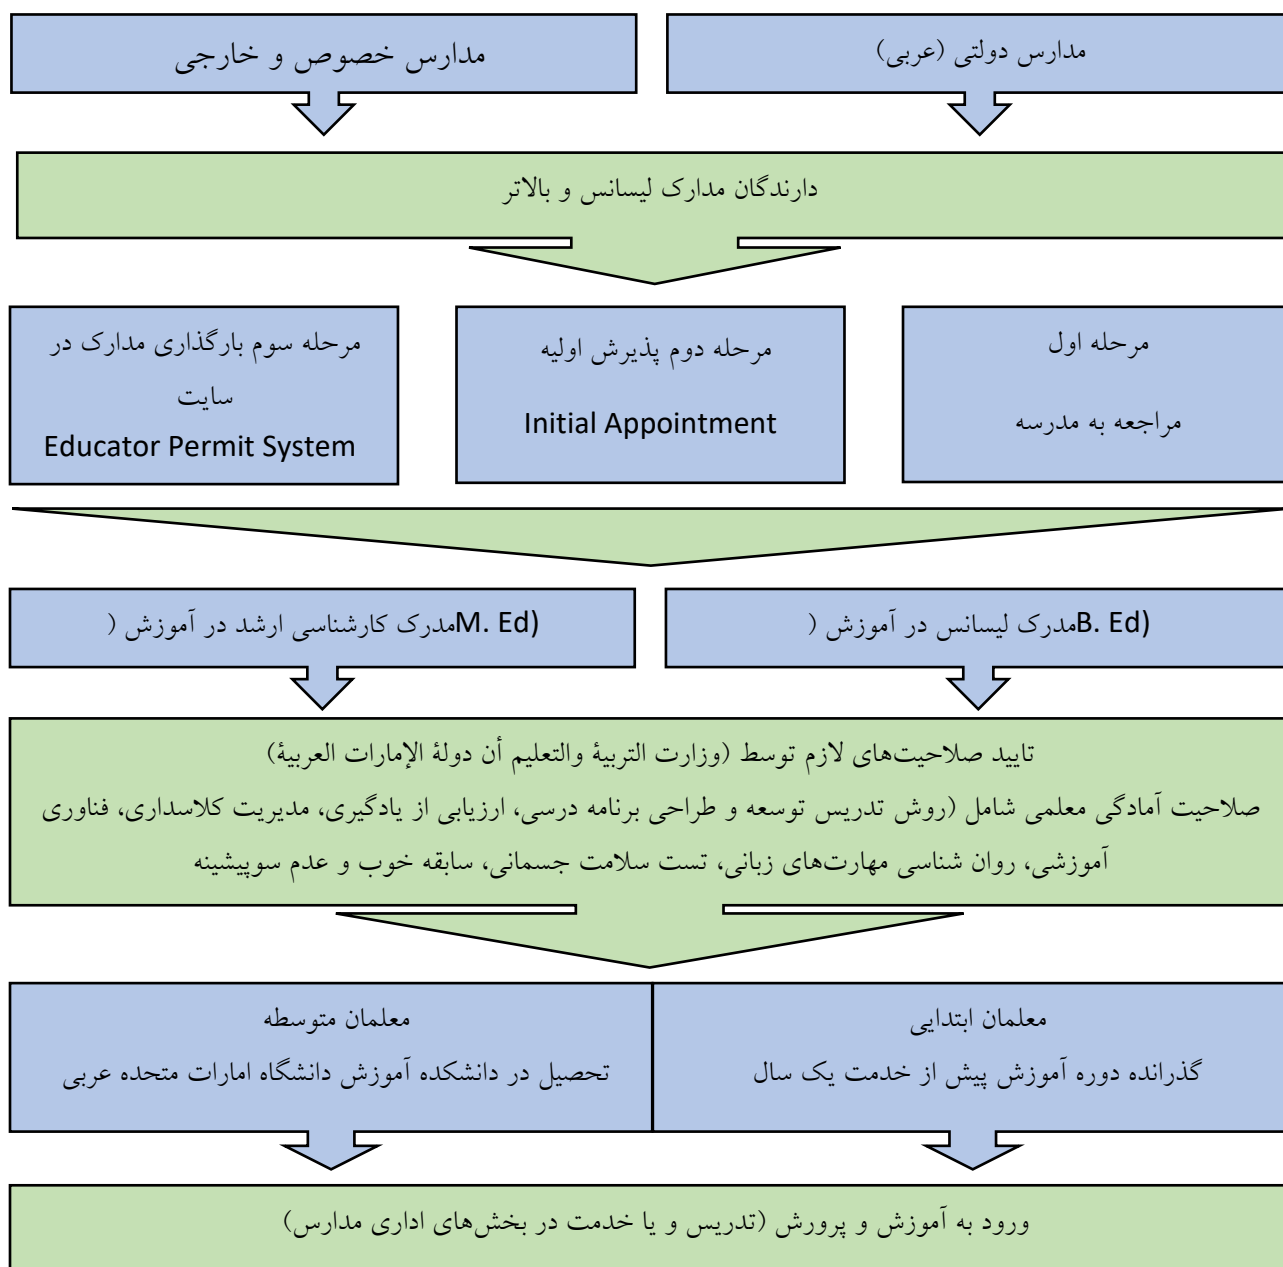 مدارس دولتی (عربی)
مدارس خصوص و خارجی
دارندگان مدارک لیسانس و بالاتر
مرحله اول
مراجعه به مدرسه
مرحله دوم پذیرش اولیه
Initial Appointment
مرحله سوم بارگذاری مدارک در
سایت
Educator Permit System
مدرک لیسانس در آموزش (B. Ed)
مدرک کارشناسی ارشد در آموزش (M. Ed)
تایید صلاحیت‌های لازم توسط (وزارت التربیة والتعلیم أن دولة الإمارات العربیة)
صلاحیت آمادگی معلمی شامل (روش تدریس توسعه و طراحی برنامه درسی، ارزیابی از یادگیری، مدیریت کلاسداری، فناوری
آموزشی، روان شناسی مهارت‌های زبانی، تست سلامت جسمانی، سابقه خوب و عدم سوپیشینه
معلمان ابتدایی
گذرانده دوره آموزش پیش از خدمت یک سال
معلمان متوسطه
تحصیل در دانشکده آموزش دانشگاه امارات متحده عربی
ورود به آموزش و پرورش (تدریس و یا خدمت در بخش‌های اداری مدارس)